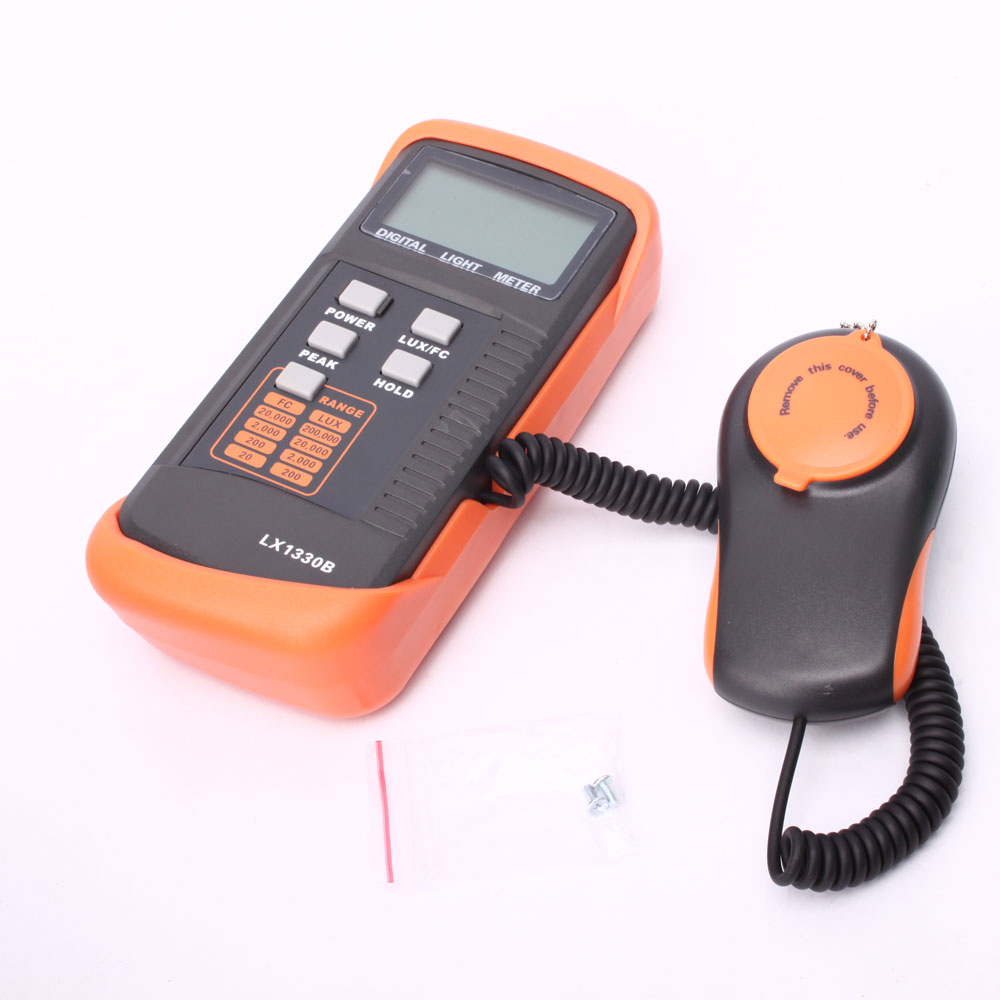 DIGITAL LIGHT METER
POWER
LUX/FC
PEAK
HOLD
RANGE
FC LUX
20,000 200,000
2,000 20,000
200 2,000
20 200
LX1330B
Remove this cover before use